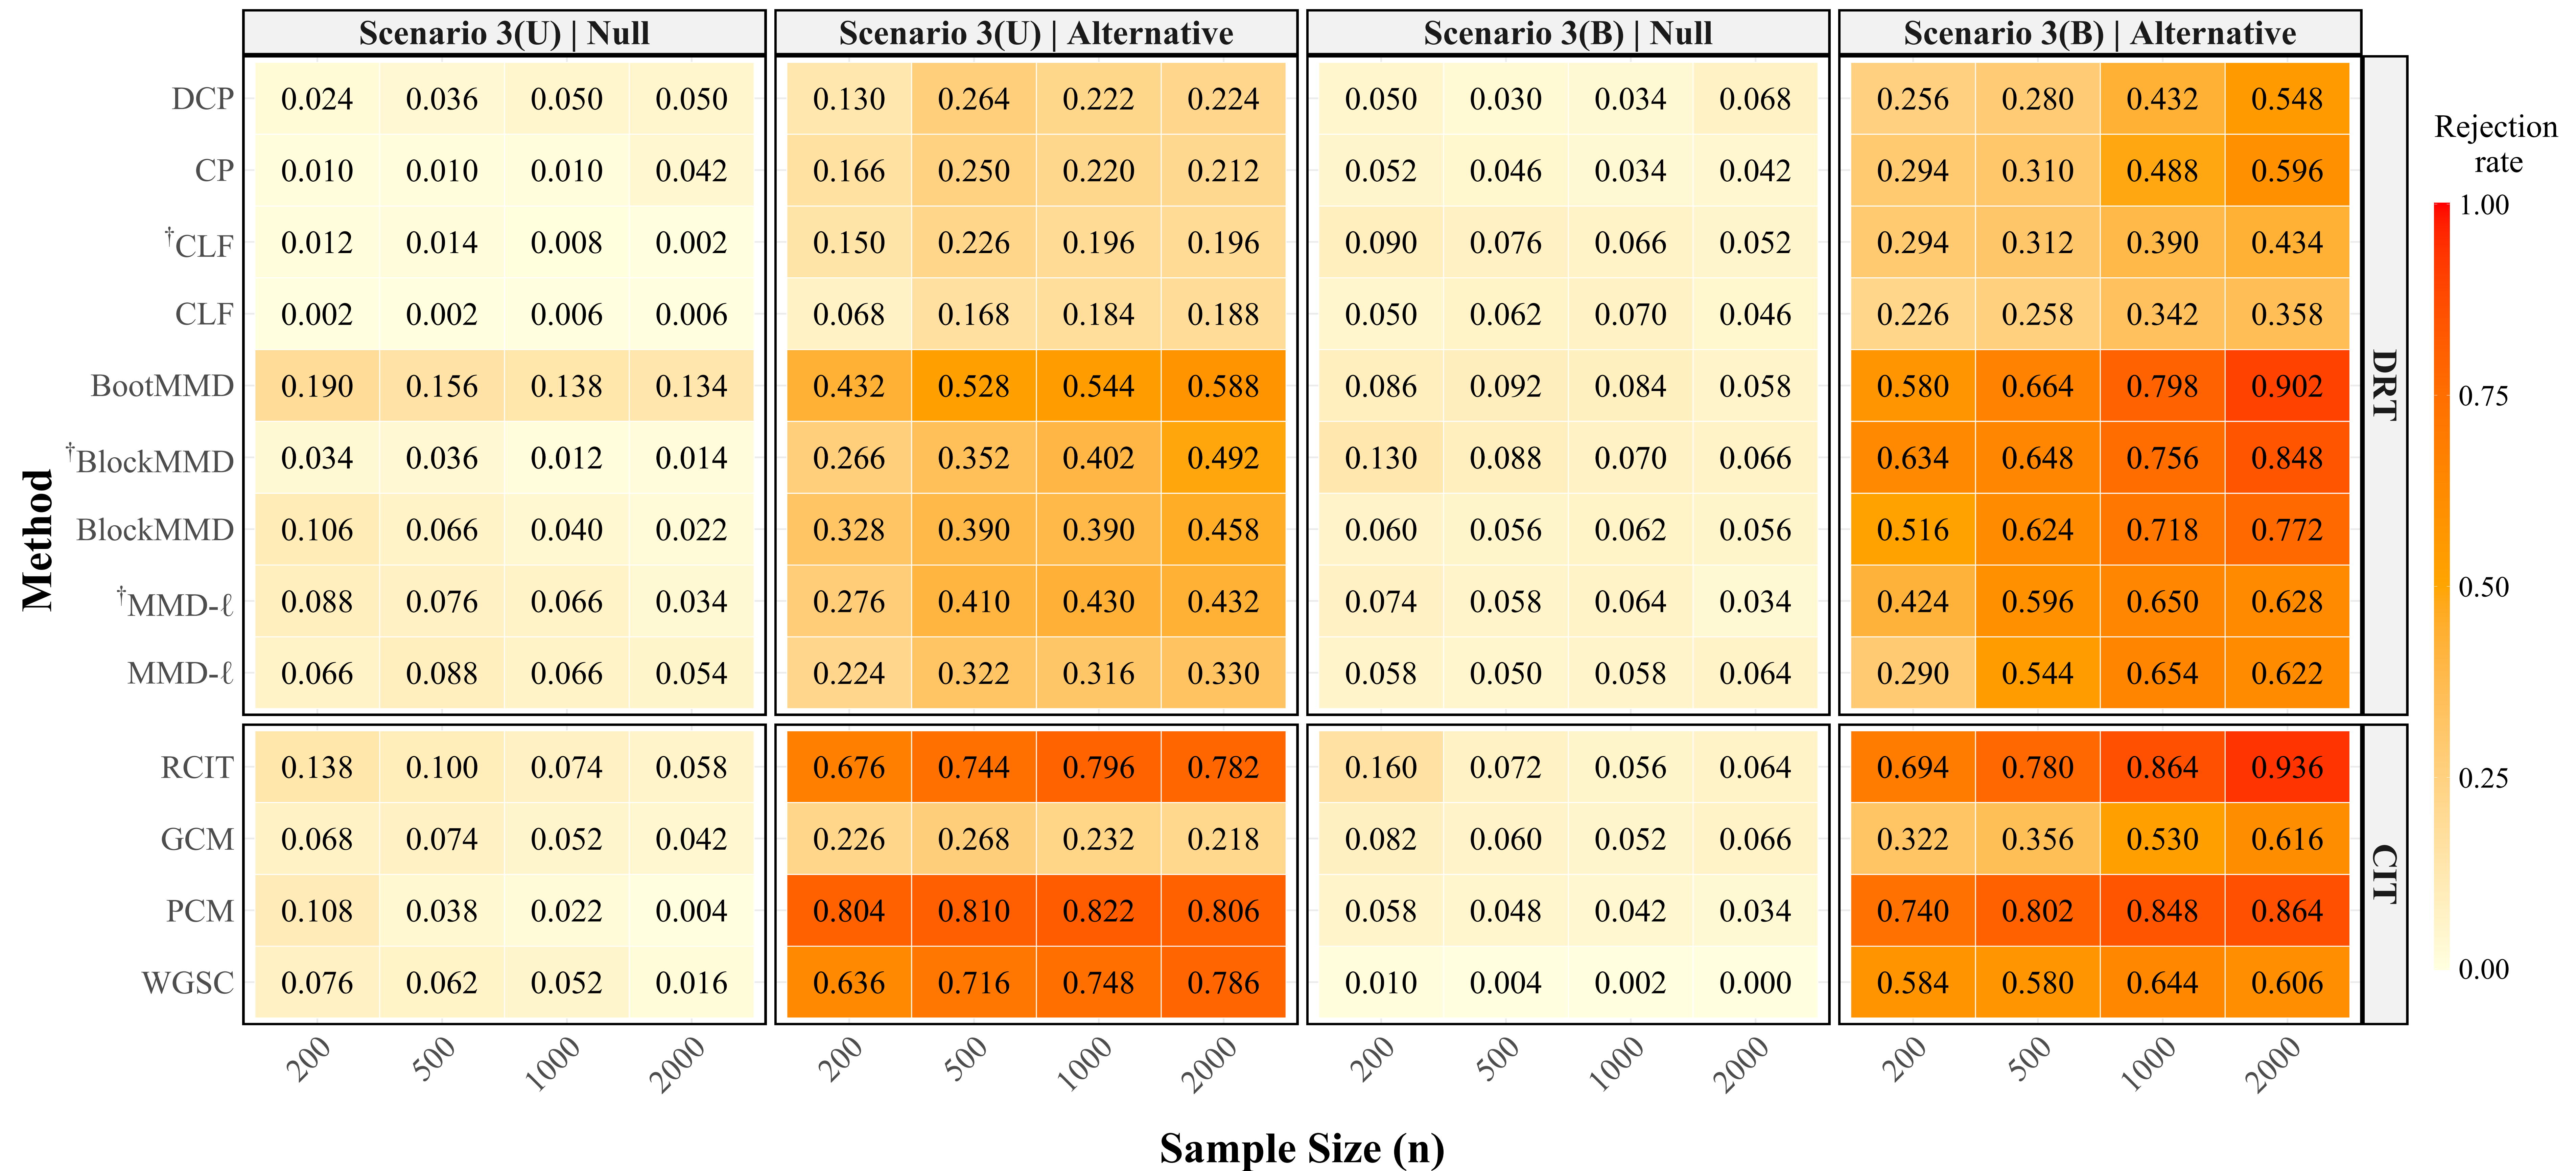 Scenario 3(U) | Null Scenario 3(U) | Alternative Scenario 3(B) | Null Scenario 3(B) | Alternative
DCP 0.024 0.036 0.050 0.050 0.130 0.264 0.222 0.224 0.050 0.030 0.034 0.068 0.256 0.280 0.432 0.548
CP 0.010 0.010 0.010 0.042 0.166 0.250 0.220 0.212 0.052 0.046 0.034 0.042 0.294 0.310 0.488 0.596
†CLF 0.012 0.014 0.008 0.002 0.150 0.226 0.196 0.196 0.090 0.076 0.066 0.052 0.294 0.312 0.390 0.434
CLF 0.002 0.002 0.006 0.006 0.068 0.168 0.184 0.188 0.050 0.062 0.070 0.046 0.226 0.258 0.342 0.358
BootMMD 0.190 0.156 0.138 0.134 0.432 0.528 0.544 0.588 0.086 0.092 0.084 0.058 0.580 0.664 0.798 0.902
†BlockMMD 0.034 0.036 0.012 0.014 0.266 0.352 0.402 0.492 0.130 0.088 0.070 0.066 0.634 0.648 0.756 0.848
BlockMMD 0.106 0.066 0.040 0.022 0.328 0.390 0.390 0.458 0.060 0.056 0.062 0.056 0.516 0.624 0.718 0.772
†MMD-ℓ 0.088 0.076 0.066 0.034 0.276 0.410 0.430 0.432 0.074 0.058 0.064 0.034 0.424 0.596 0.650 0.628
MMD-ℓ 0.066 0.088 0.066 0.054 0.224 0.322 0.316 0.330 0.058 0.050 0.058 0.064 0.290 0.544 0.654 0.622
DRT
RCIT 0.138 0.100 0.074 0.058 0.676 0.744 0.796 0.782 0.160 0.072 0.056 0.064 0.694 0.780 0.864 0.936
GCM 0.068 0.074 0.052 0.042 0.226 0.268 0.232 0.218 0.082 0.060 0.052 0.066 0.322 0.356 0.530 0.616
PCM 0.108 0.038 0.022 0.004 0.804 0.810 0.822 0.806 0.058 0.048 0.042 0.034 0.740 0.802 0.848 0.864
WGSC 0.076 0.062 0.052 0.016 0.636 0.716 0.748 0.786 0.010 0.004 0.002 0.000 0.584 0.580 0.644 0.606
CIT
200 500 1000 2000 200 500 1000 2000 200 500 1000 2000 200 500 1000 2000
Sample Size (n)
Method
Rejection
rate
1.00
0.75
0.50
0.25
0.00